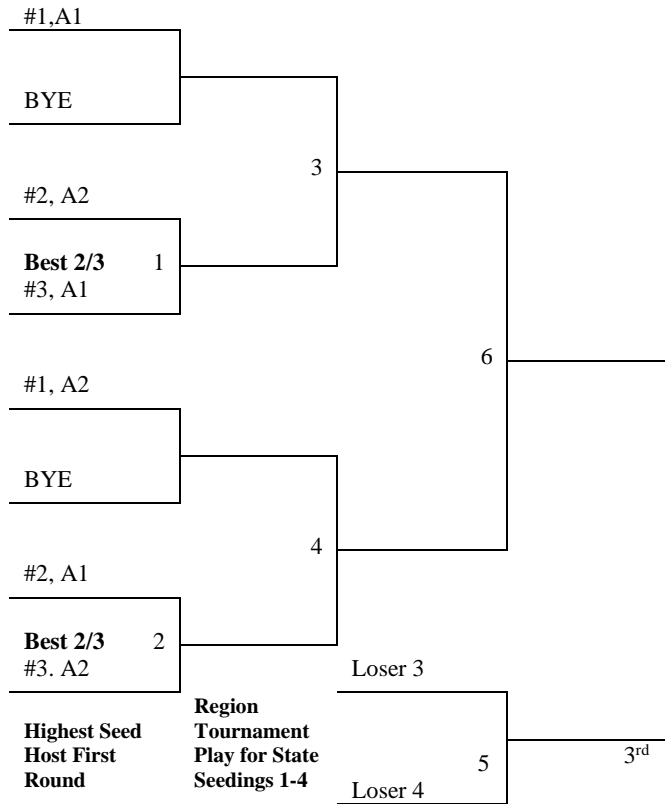 #1,A1
BYE
3
#2, A2
Best 2/3 1
#3, A1
6
#1, A2
BYE
4
#2, A1
Best 2/3 2
#3. A2
Loser 3
Highest Seed
Host First
Round
Region
Tournament
Play for State
Seedings 1-4
5
3rd
Loser 4